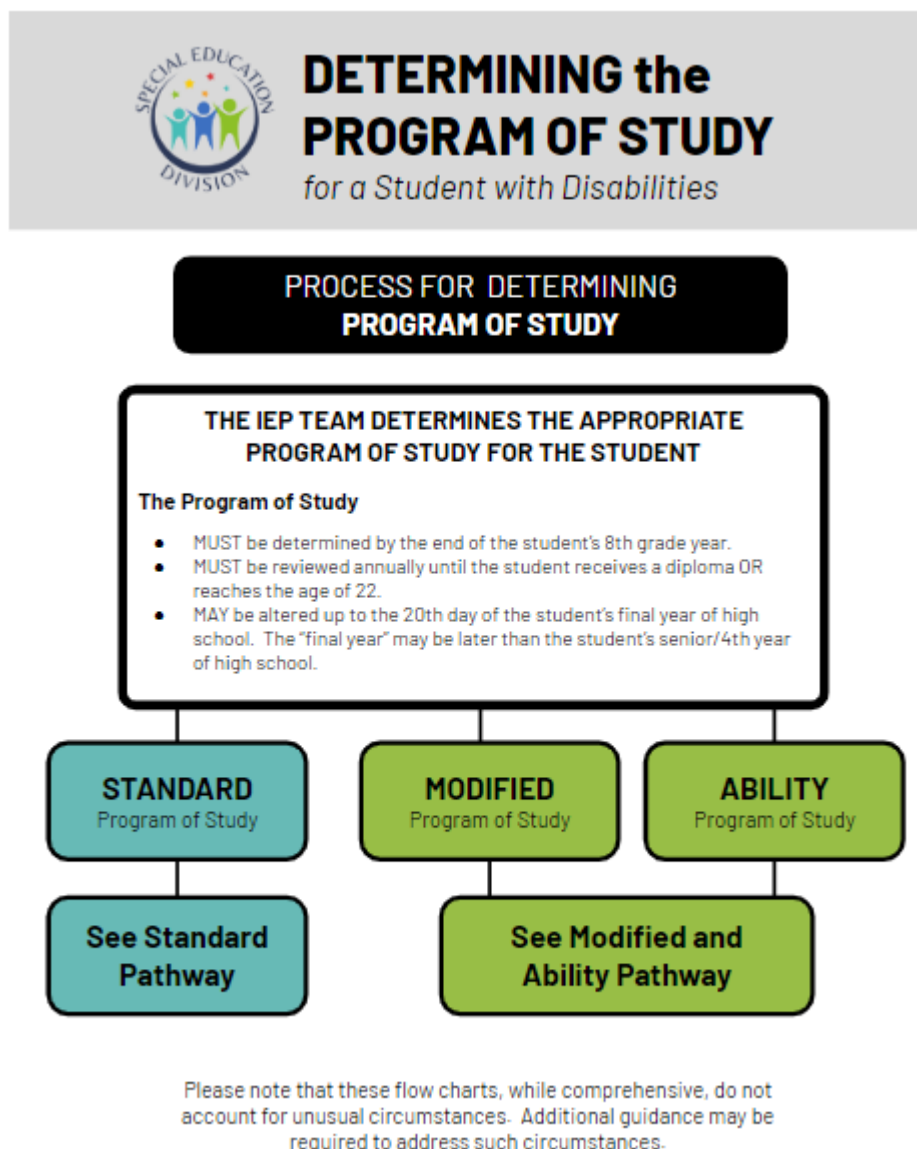 SPECIAL EDUCATION
DIVISION
DETERMINING the
PROGRAM OF STUDY
for a Student with Disabilities
PROCESS FOR DETERMINING
PROGRAM OF STUDY
THE IEP TEAM DETERMINES THE APPROPRIATE
PROGRAM OF STUDY FOR THE STUDENT
The Program of Study
● MUST be determined by the end of the student's 8th grade year.
● MUST be reviewed annually until the student receives a diploma OR
reaches the age of 22.
● MAY be altered up to the 20th day of the student's final year of high
school. The "final year" may be later than the student's senior/4th year
of high school.
STANDARD
Program of Study
MODIFIED
Program of Study
ABILITY
Program of Study
See Standard
Pathway
See Modified and
Ability Pathway
Please note that these flow charts, while comprehensive, do not
account for unusual circumstances. Additional guidance may be
required to address such circumstances.